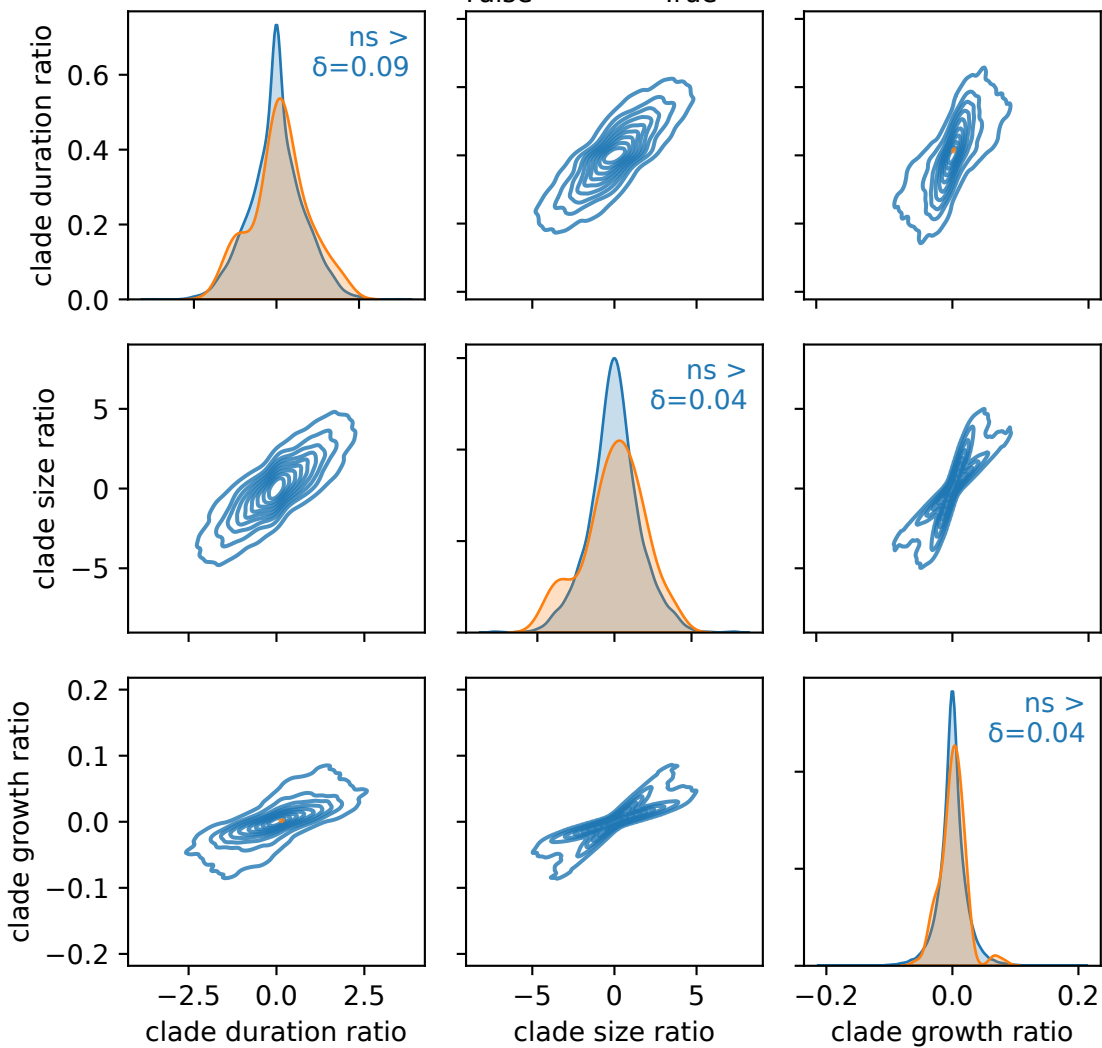 True
clade duration ratio
0.6
0.4
0.2
0.0
ns >
δ=0.09
clade size ratio
5
0
−5
ns >
δ=0.04
clade growth ratio
0.2
0.1
0.0
−0.1
−0.2
ns >
δ=0.04
−2.5 0.0 2.5
−5 0 5
−0.2 0.0 0.2
clade duration ratio
clade size ratio
clade growth ratio